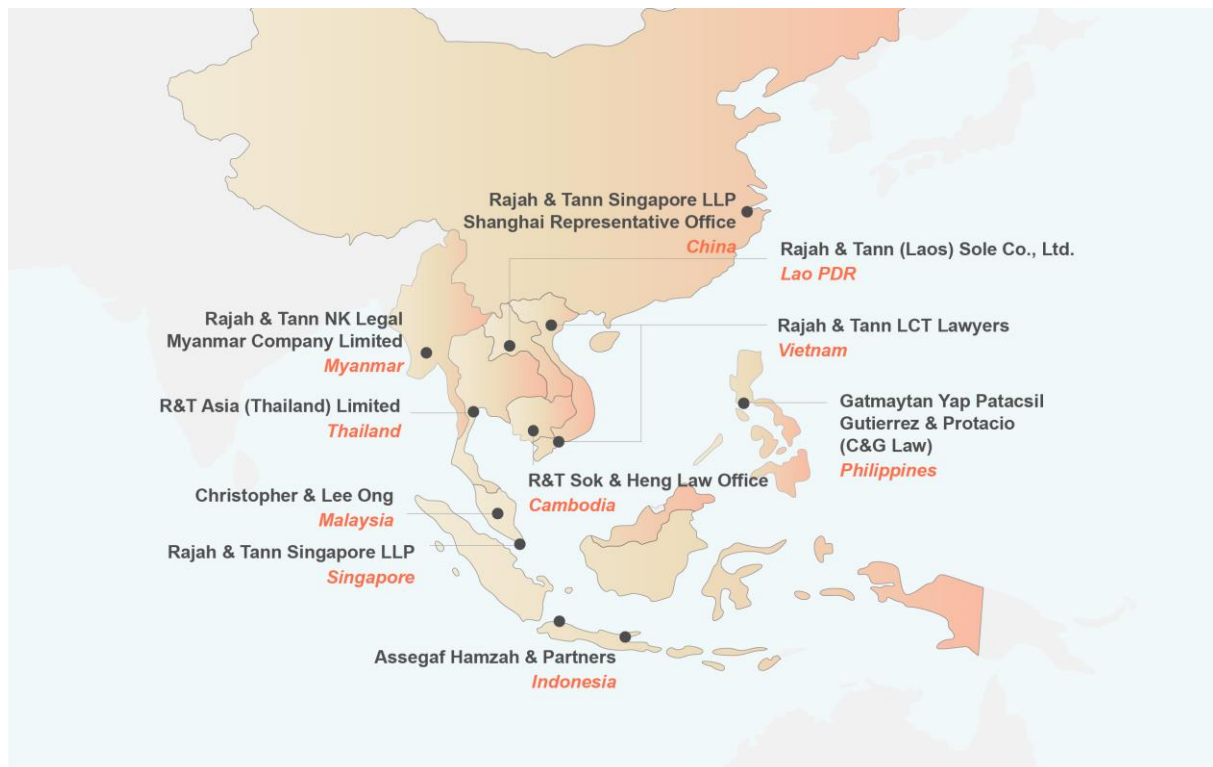 Rajah & Tann Singapore LLP
Shanghai Representative Office
China
Rajah & Tann (Laos) Sole Co., Ltd.
Lao PDR
Rajah & Tann NK Legal
Myanmar Company Limited
Myanmar
Rajah & Tann LCT Lawyers
Vietnam
R&T Asia (Thailand) Limited
Thailand
Gatmaytan Yap Patacsil
Gutierrez & Protacio
(C&G Law)
Philippines
R&T Sok & Heng Law Office
Cambodia
Christopher & Lee Ong
Malaysia
Rajah & Tann Singapore LLP
Singapore
Assegaf Hamzah & Partners
Indonesia